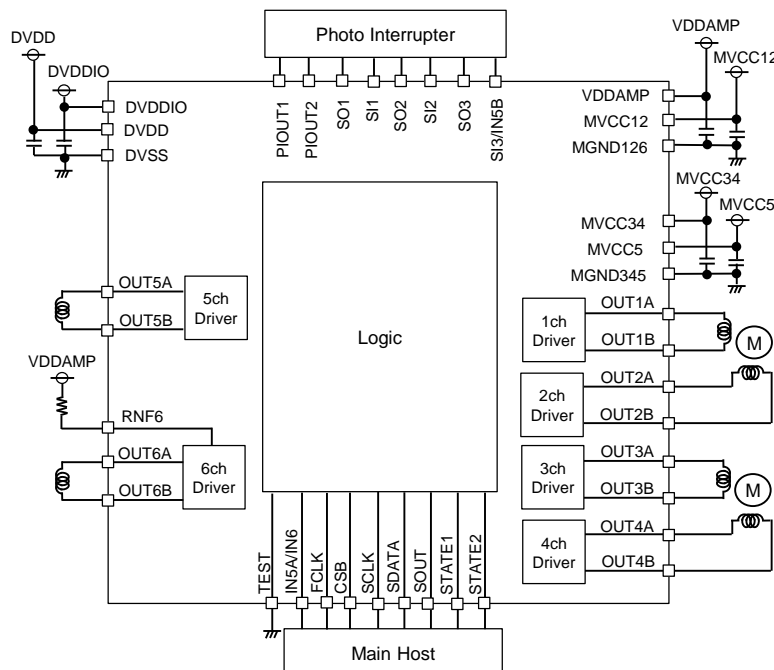 DVDD
DVDDIO
DVDDIO
DVDD
DVSS
Photo Interrupter
PIOUT1
PIOUT2
SO1
SI1
SO2
SI2
SO3
SI3/IN5B
VDDAMP
MVCC12
VDDAMP
MVCC12
MGND126
MVCC34
MVCC5
MVCC34
MVCC5
MGND345
OUT5A
OUT5B
5ch
Driver
VDDAMP
RNF6
OUT6A
OUT6B
6ch
Driver
Logic
1ch
Driver
OUT1A
OUT1B
M
2ch
Driver
OUT2A
OUT2B
3ch
Driver
OUT3A
OUT3B
M
4ch
Driver
OUT4A
OUT4B
TEST
IN5A/IN6
FCLK
CSB
SCLK
SDATA
SOUT
STATE1
STATE2
Main Host